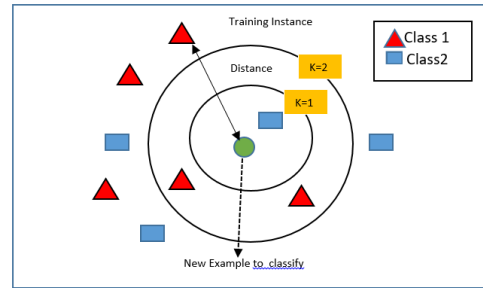 Training Instance
Class 1
Class2
Distance
K=2
K=1
New Example to classify